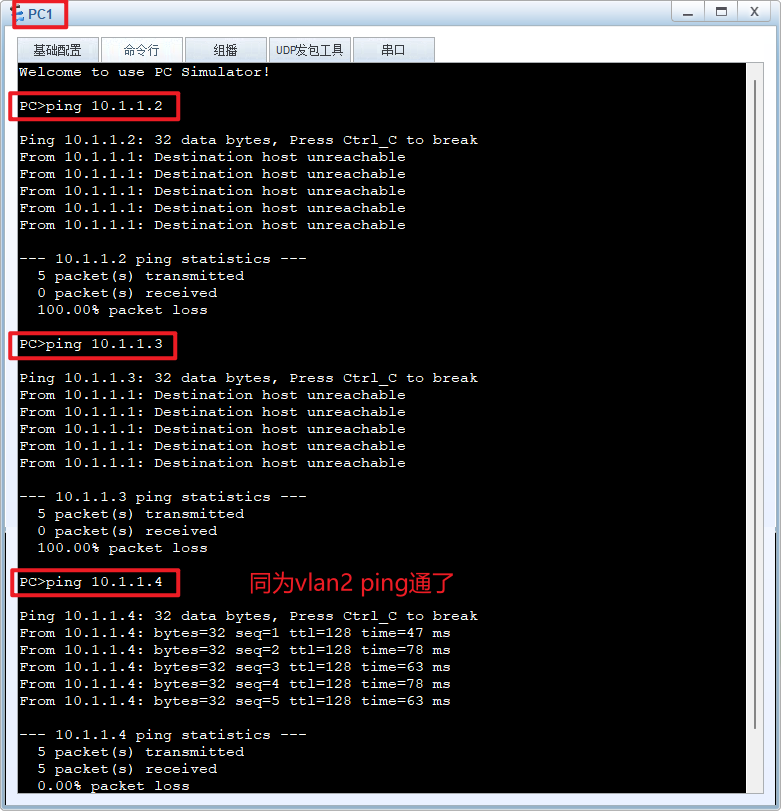 PC1
基础配置 命令行 组播 UDP发包工具 串口
Welcome to use PC Simulator!
PC>ping 10.1.1.2
Ping 10.1.1.2: 32 data bytes, Press Ctrl_C to break
From 10.1.1.1: Destination host unreachable
From 10.1.1.1: Destination host unreachable
From 10.1.1.1: Destination host unreachable
From 10.1.1.1: Destination host unreachable
From 10.1.1.1: Destination host unreachable
--- 10.1.1.2 ping statistics ---
5 packet(s) transmitted
0 packet(s) received
100.00% packet loss
PC>ping 10.1.1.3
Ping 10.1.1.3: 32 data bytes, Press Ctrl_C to break
From 10.1.1.1: Destination host unreachable
From 10.1.1.1: Destination host unreachable
From 10.1.1.1: Destination host unreachable
From 10.1.1.1: Destination host unreachable
From 10.1.1.1: Destination host unreachable
--- 10.1.1.3 ping statistics ---
5 packet(s) transmitted
0 packet(s) received
100.00% packet loss
PC>ping 10.1.1.4 同为vlan2 ping通了
Ping 10.1.1.4: 32 data bytes, Press Ctrl_C to break
From 10.1.1.4: bytes=32 seq=1 ttl=128 time=47 ms
From 10.1.1.4: bytes=32 seq=2 ttl=128 time=78 ms
From 10.1.1.4: bytes=32 seq=3 ttl=128 time=63 ms
From 10.1.1.4: bytes=32 seq=4 ttl=128 time=78 ms
From 10.1.1.4: bytes=32 seq=5 ttl=128 time=63 ms
--- 10.1.1.4 ping statistics ---
5 packet(s) transmitted
5 packet(s) received
0.00% packet loss